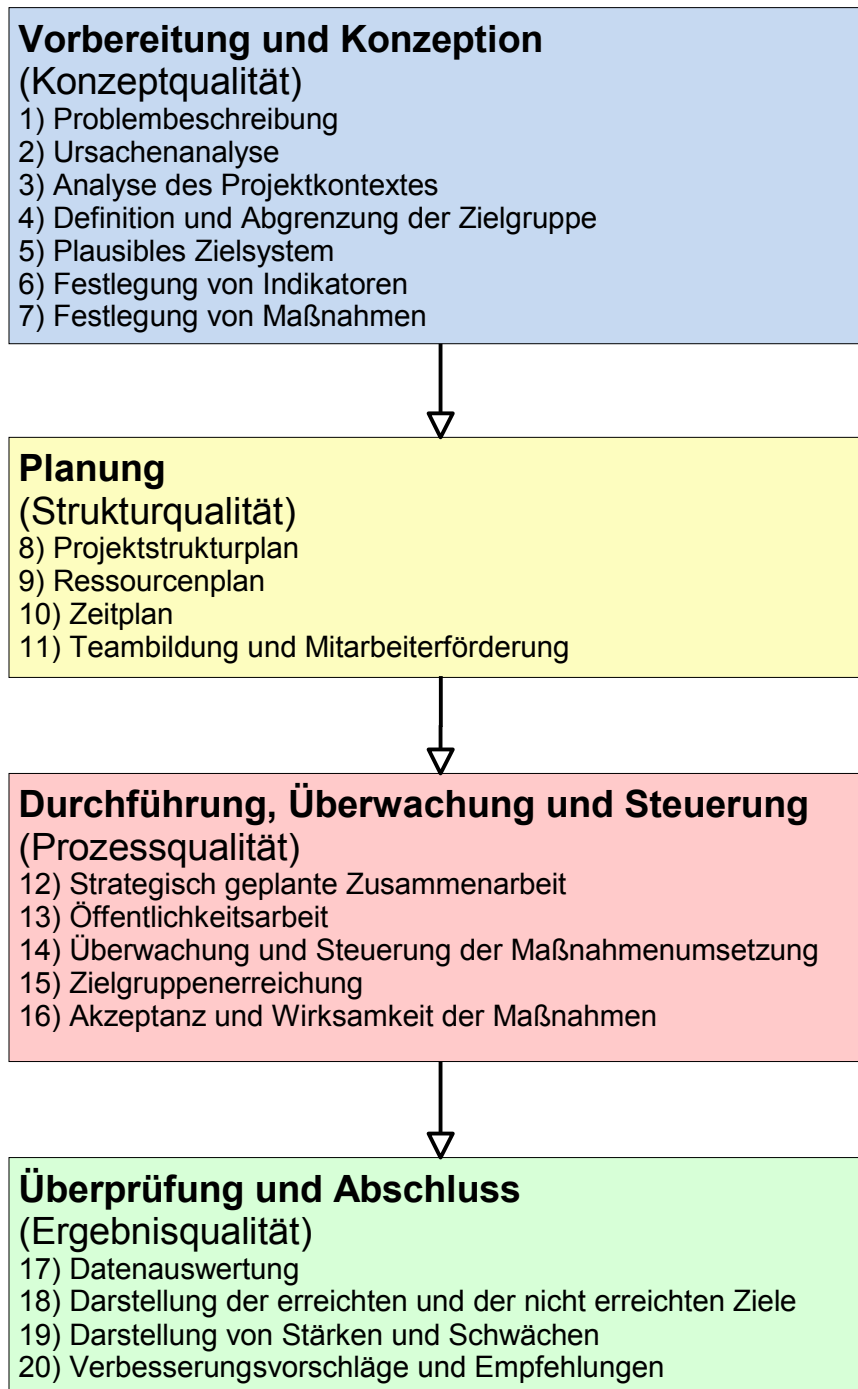 Vorbereitung und Konzeption
(Konzeptqualität)
1) Problembeschreibung
2) Ursachenanalyse
3) Analyse des Projektkontextes
4) Definition und Abgrenzung der Zielgruppe
5) Plausibles Zielsystem
6) Festlegung von Indikatoren
7) Festlegung von Maßnahmen
Planung
(Strukturqualität)
8) Projektstrukturplan
9) Ressourcenplan
10) Zeitplan
11) Teambildung und Mitarbeiterförderung
Durchführung, Überwachung und Steuerung
(Prozessqualität)
12) Strategisch geplante Zusammenarbeit
13) Öffentlichkeitsarbeit
14) Überwachung und Steuerung der Maßnahmenumsetzung
15) Zielgruppenerreichung
16) Akzeptanz und Wirksamkeit der Maßnahmen
Überprüfung und Abschluss
(Ergebnisqualität)
17) Datenauswertung
18) Darstellung der erreichten und der nicht erreichten Ziele
19) Darstellung von Stärken und Schwächen
20) Verbesserungsvorschläge und Empfehlungen